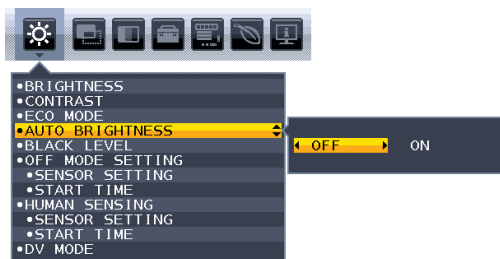 •BRIGHTNESS
•CONTRAST
•ECO MODE
•AUTO BRIGHTNESS
OFF ON
•BLACK LEVEL
•OFF MODE SETTING
•SENSOR SETTING
•START TIME
•HUMAN SENSING
•SENSOR SETTING
•START TIME
•DV MODE